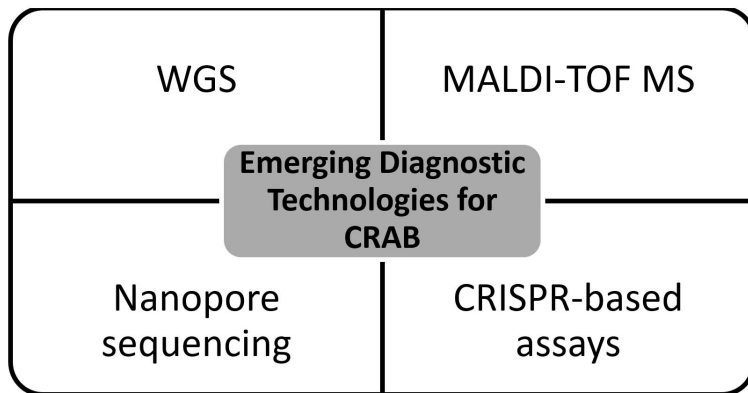 WGS
MALDI-TOF MS
Emerging Diagnostic
Technologies for
CRAB
Nanopore
sequencing
CRISPR-based
assays